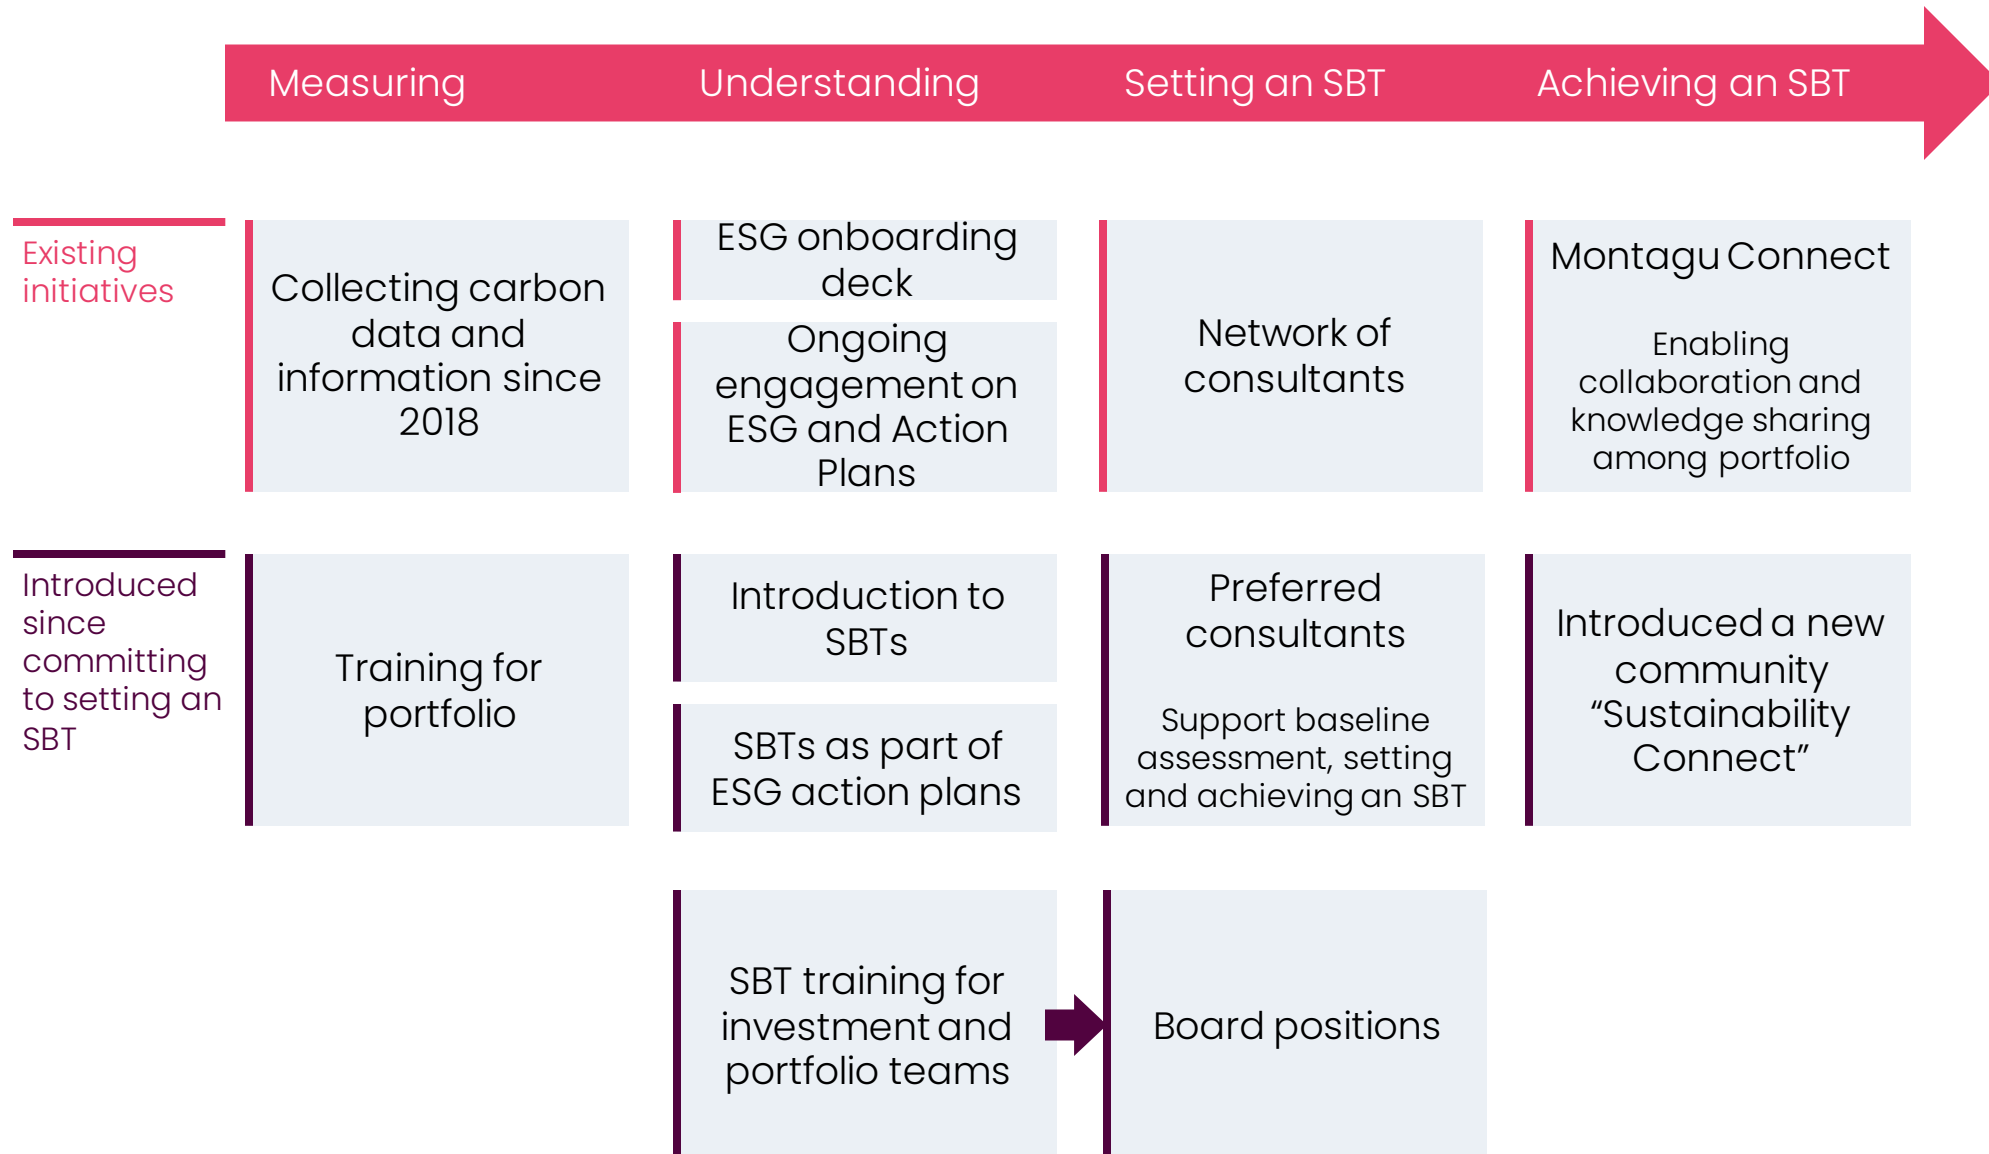 Measuring
Understanding
Setting an SBT
Achieving an SBT
Existing
initiatives
Collecting carbon
data and
information since
2018
ESG onboarding
deck
Ongoing
engagement on
ESG and Action
Plans
Network of
consultants
Montagu Connect
Enabling
collaboration and
knowledge sharing
among portfolio
Introduced
since
committing
to setting an
SBT
Training for
portfolio
Introduction to
SBTs
SBTs as part of
ESG action plans
Preferred
consultants
Support baseline
assessment, setting
and achieving an SBT
Introduced a new
community
“Sustainability
Connect”
SBT training for
investment and
portfolio teams
Board positions